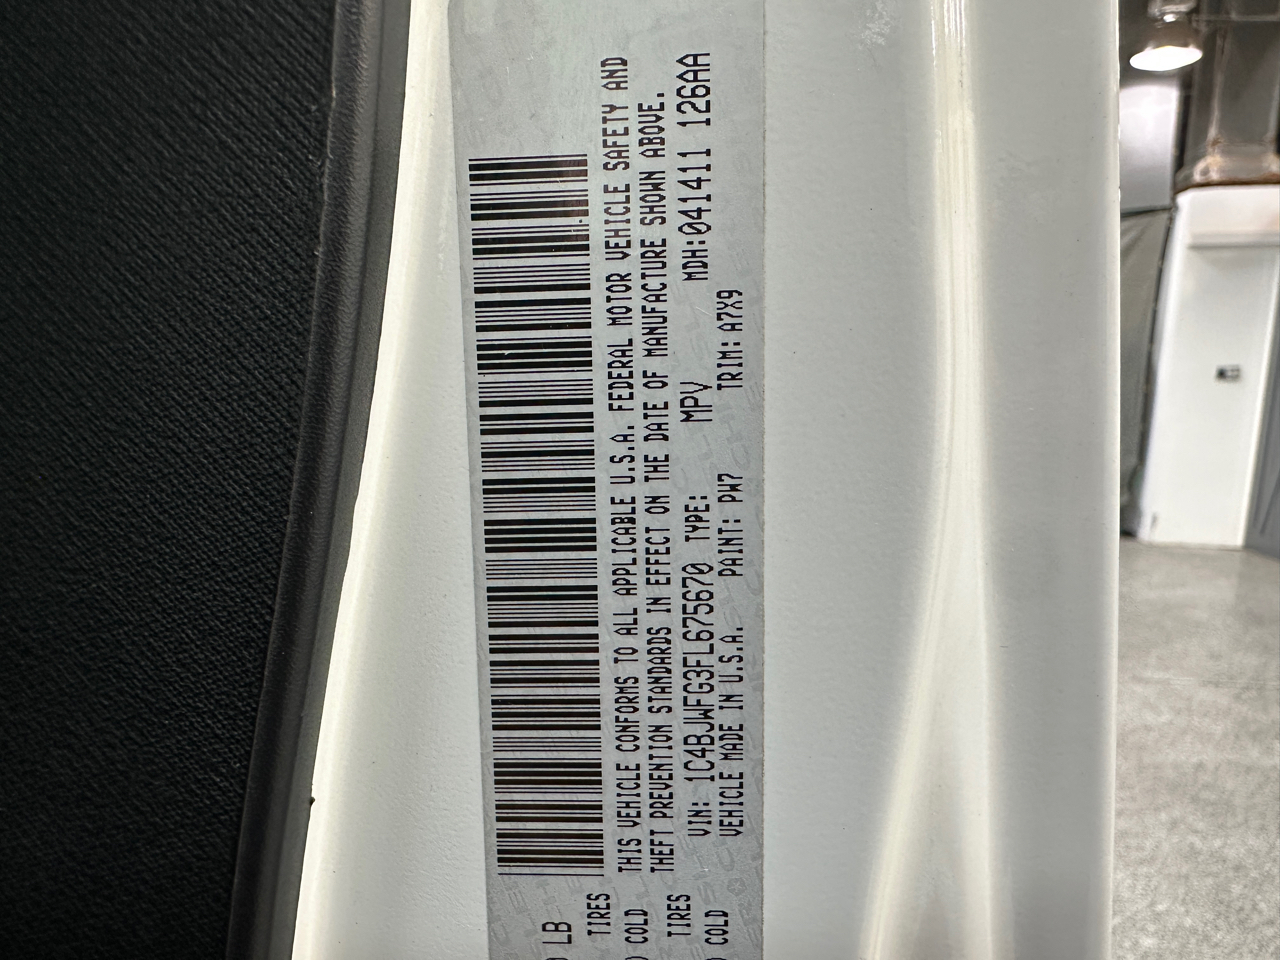 LB
TIRES
COLD
TIRES
COLD
THIS VEHICLE CONFORMS TO ALL APPLICABLE U.S.A. FEDERAL MOTOR VEHICLE SAFETY AND
THEFT PREVENTION STANDARDS IN EFFECT ON THE DATE OF MANUFACTURE SHOWN ABOVE.
VIN: 1C4BJWFG3FL675670 TYPE: MPV MDH:041411 126AA
VEHICLE MADE IN U.S.A. PAINT: PW7 TRIM: A7X9